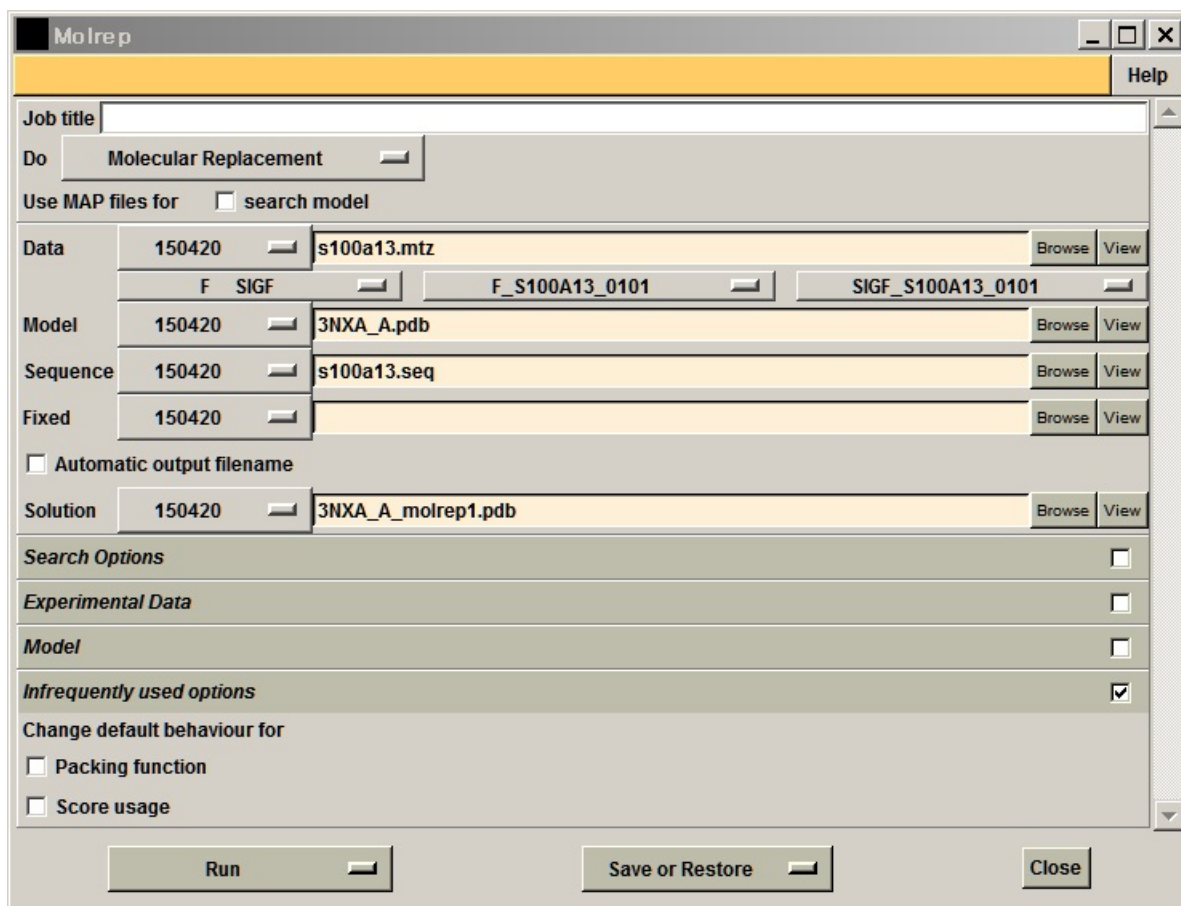 Molrep
Help
Job title
Do Molecular Replacement
Use MAP files for search model
Data 150420 s100a13.mtz Browse View
F SIGF F_S100A13_0101 SIGF_S100A13_0101
Model 150420 3NXA_A.pdb Browse View
Sequence 150420 s100a13.seq Browse View
Fixed 150420 Browse View
Automatic output filename
Solution 150420 3NXA_A_molrep1.pdb Browse View
Search Options
Experimental Data
Model
Infrequently used options
Change default behaviour for
Packing function
Score usage
Run Save or Restore Close